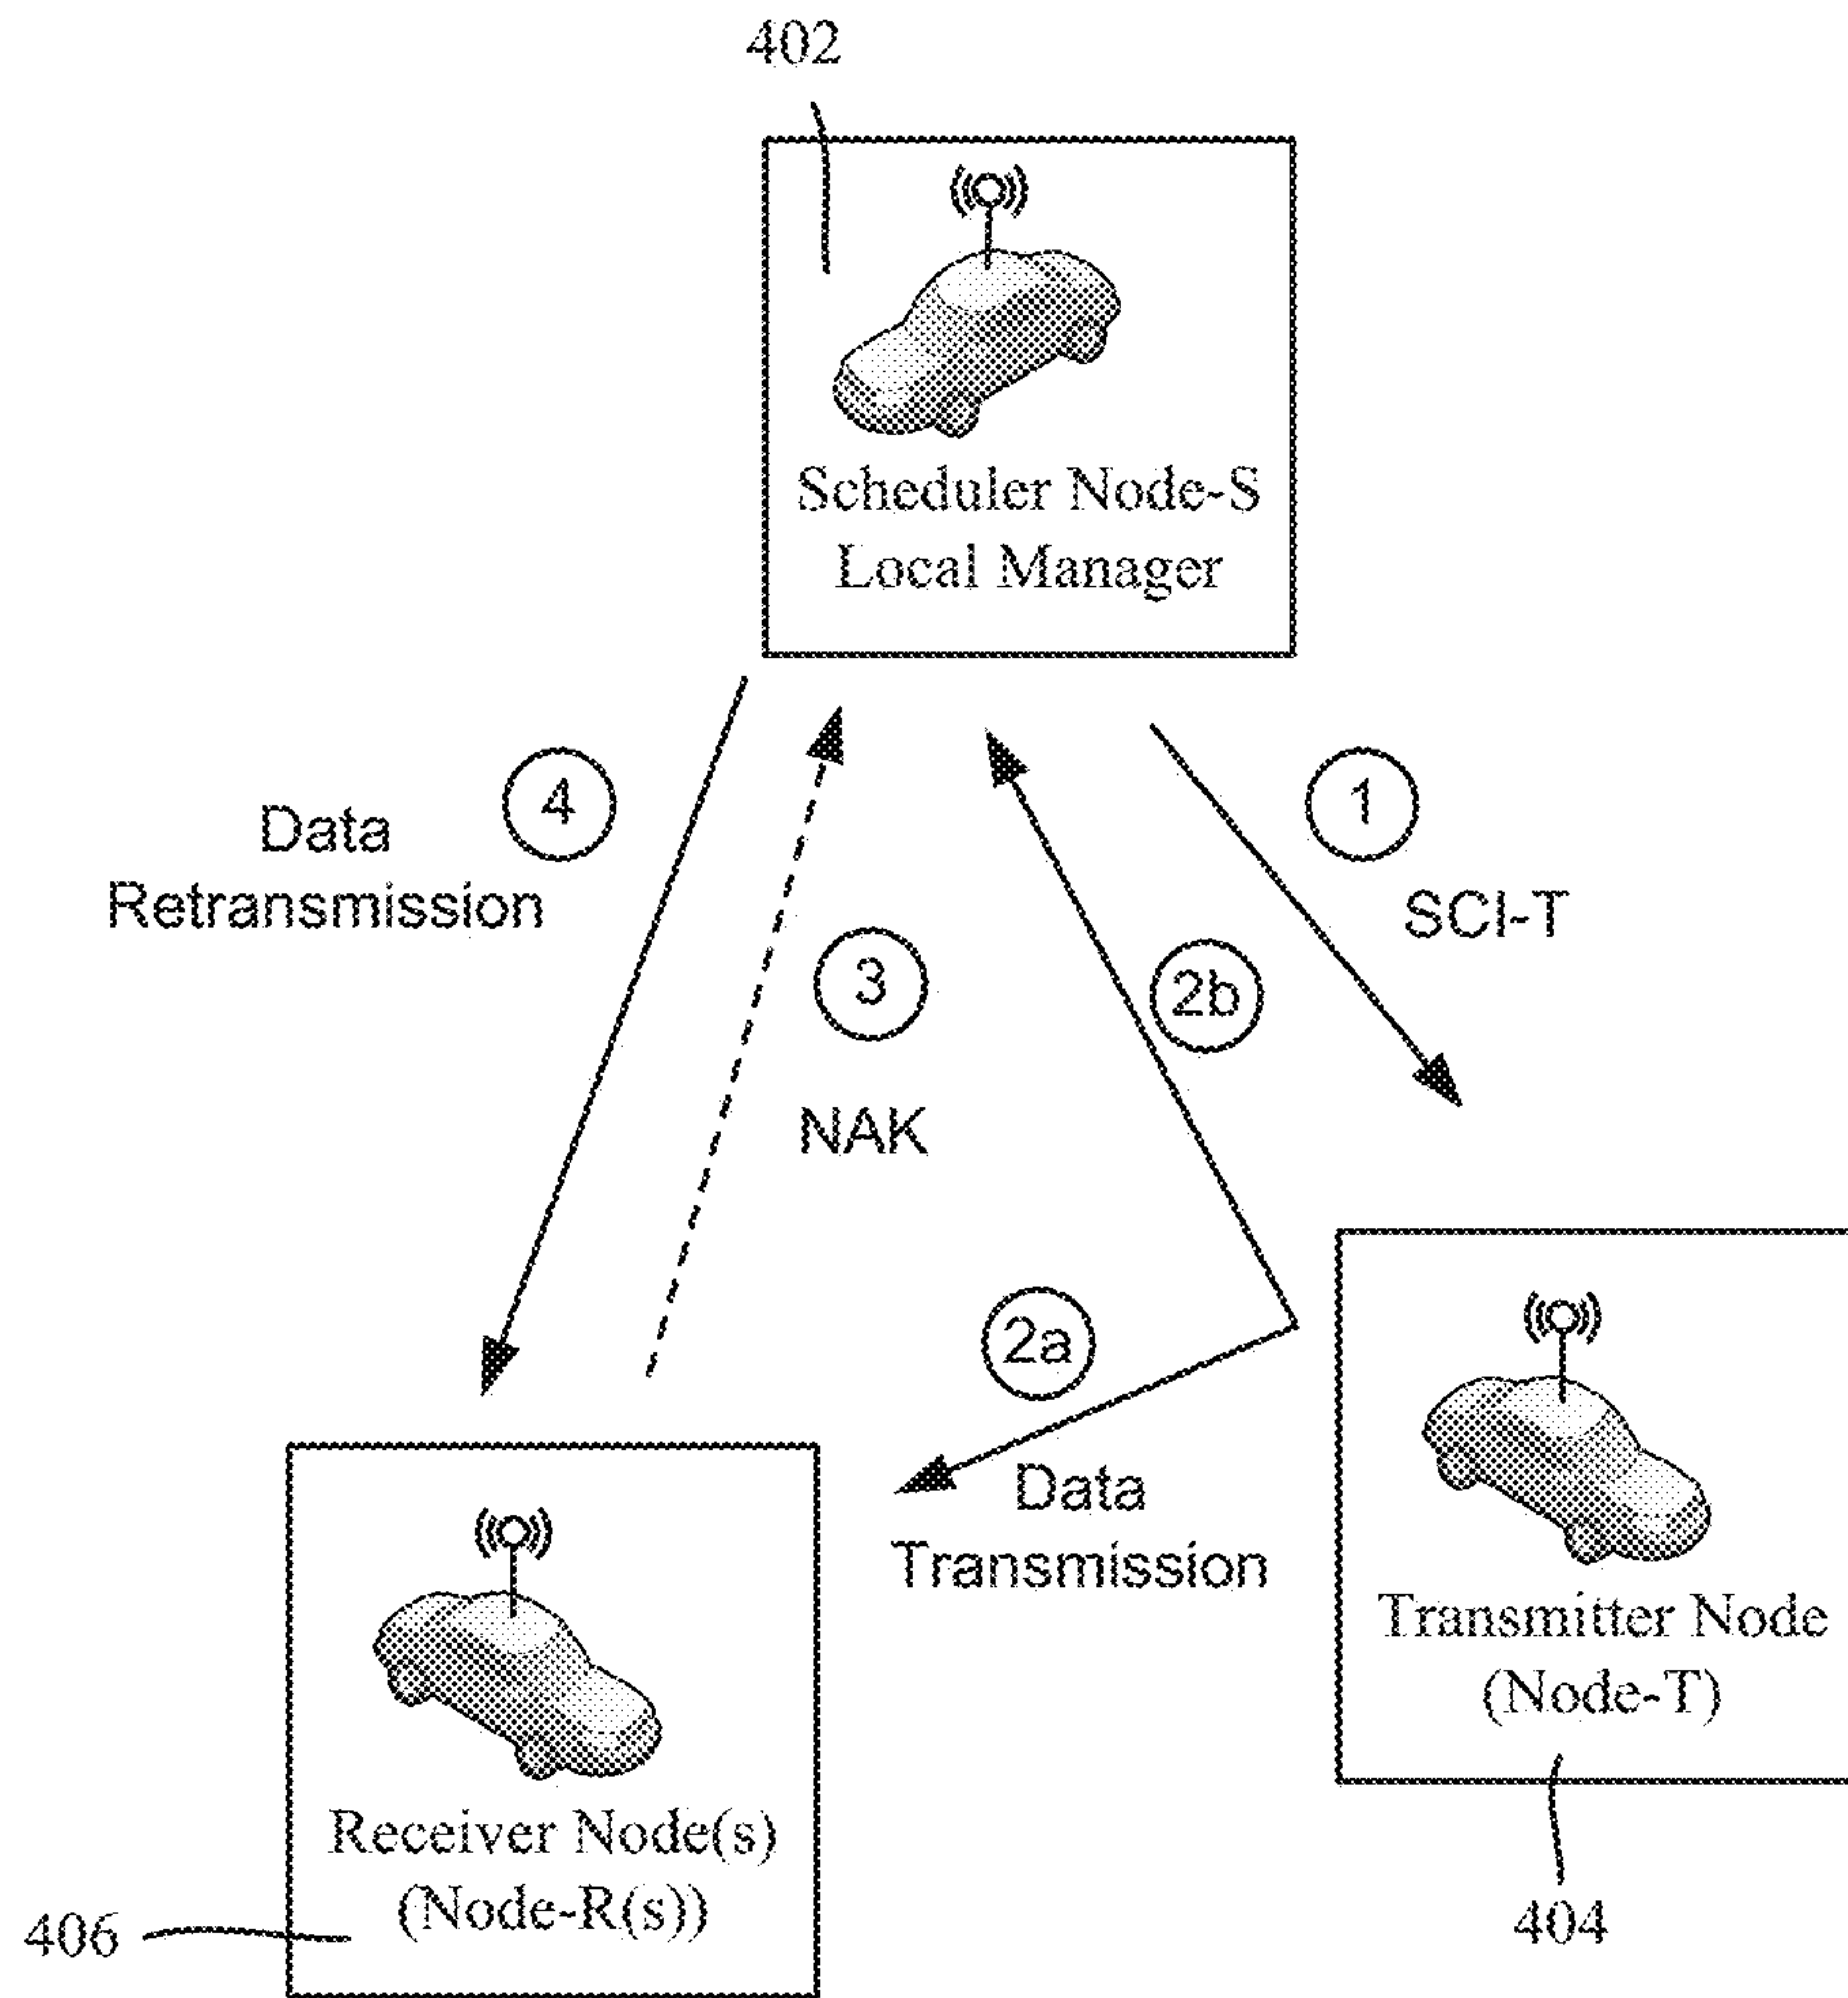 402
Scheduler Node-S
Local Manager
4
Data
Retransmission
1
SCI-T
3
NAK
2b
2a
Data
Transmission
Transmitter Node
(Node-T)
404
Receiver Node(s)
(Node-R(s))
406